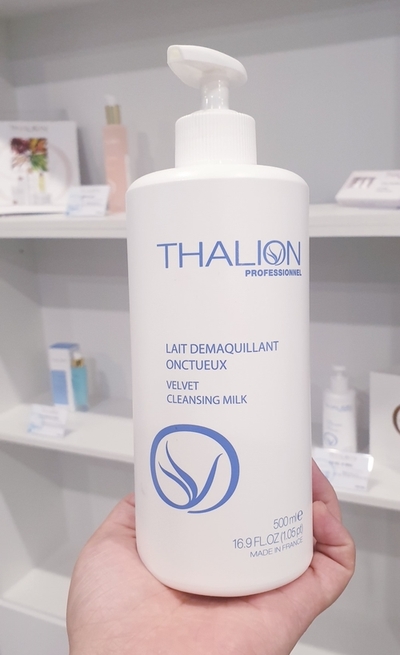 THALION
PROFESSIONNEL
LAIT DEMAQUILLANT
ONCTUEUX
VELVET
CLEANSING MILK
500 ml e
16.9 FL.OZ (1.05 pt)
MADE IN FRANCE